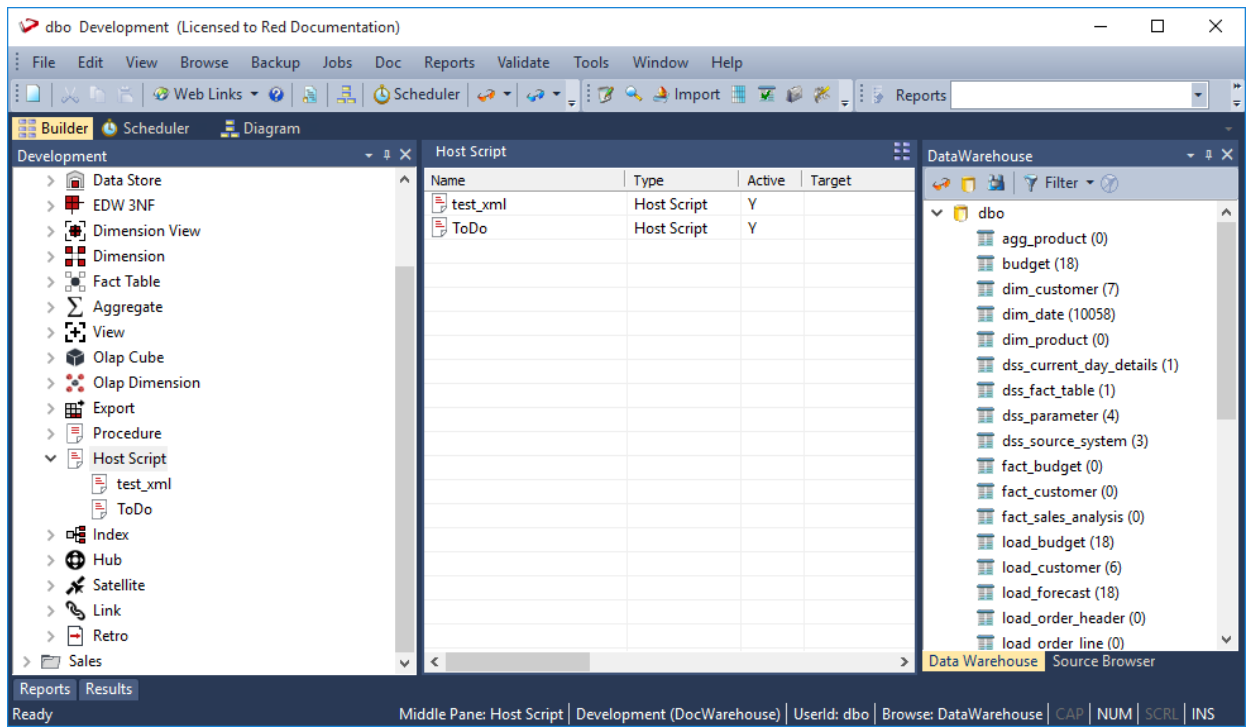 dbo Development (Licensed to Red Documentation)
File Edit View Browse Backup Jobs Doc Reports Validate Tools Window Help
Web Links Scheduler Import Reports
Builder Scheduler Diagram
Development
Data Store
EDW 3NF
Dimension View
Dimension
Fact Table
Aggregate
View
Olap Cube
Olap Dimension
Export
Procedure
Host Script
test_xml
ToDo
Index
Hub
Satellite
Link
Retro
Sales
Host Script
Name Type Active Target
test_xml Host Script Y
ToDo Host Script Y
DataWarehouse
Filter
dbo
agg_product (0)
budget (18)
dim_customer (7)
dim_date (10058)
dim_product (0)
dss_current_day_details (1)
dss_fact_table (1)
dss_parameter (4)
dss_source_system (3)
fact_budget (0)
fact_customer (0)
fact_sales_analysis (0)
load_budget (18)
load_customer (6)
load_forecast (18)
load_order_header (0)
load_order_line (0)
Data Warehouse Source Browser
Reports Results
Ready Middle Pane: Host Script Development (DocWarehouse) UserId: dbo Browse: DataWarehouse CAP NUM SCRL INS